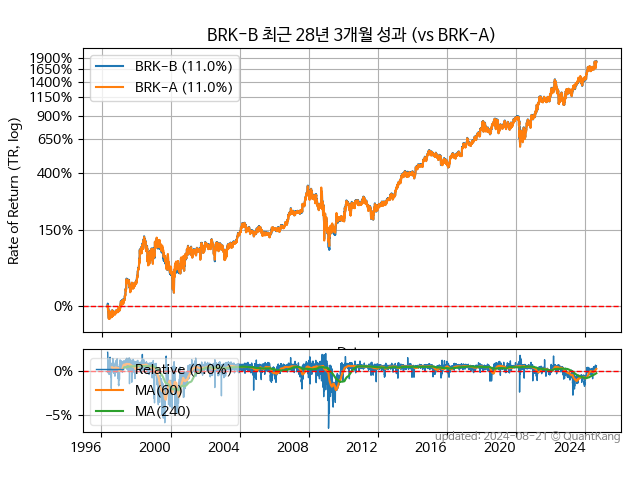 BRK-B 최근 28년 3개월 성과 (vs BRK-A)
Rate of Return (TR, log)
1900%
1650%
1400%
1150%
900%
650%
400%
150%
0%
BRK-B (11.0%)
BRK-A (11.0%)
0%
−5%
Relative (0.0%)
MA(60)
MA(240)
1996 2000 2004 2008 2012 2016 2020 2024
updated: 2024-08-21 © QuantKang